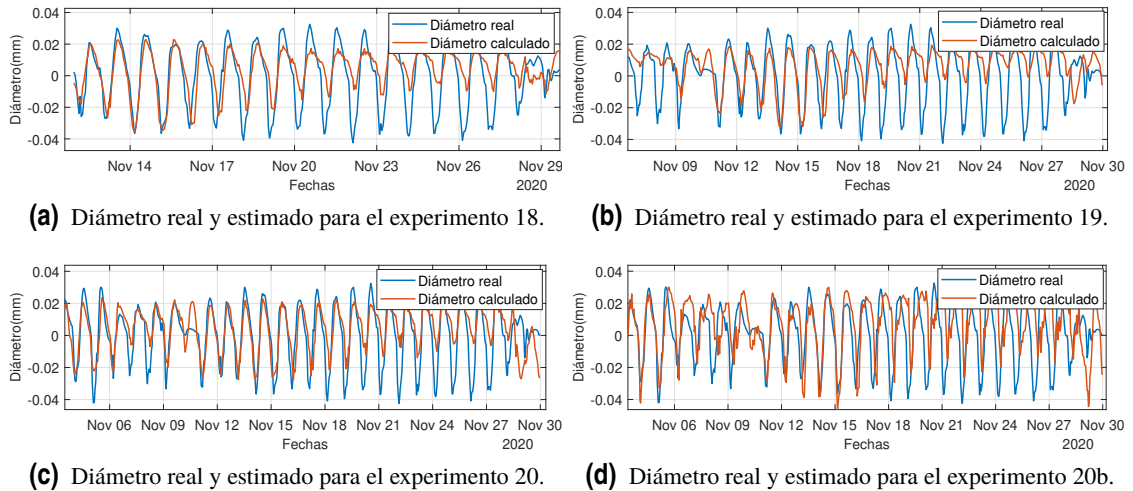 0.04
0.02
0
-0.02
-0.04
Diámetro(mm)
Diámetro real
Diámetro calculado
Nov 14 Nov 17 Nov 20 Nov 23 Nov 26 Nov 29
Fechas 2020
(a) Diámetro real y estimado para el experimento 18.
0.04
0.02
0
-0.02
-0.04
Diámetro(mm)
Diámetro real
Diámetro calculado
Nov 09 Nov 12 Nov 15 Nov 18 Nov 21 Nov 24 Nov 27 Nov 30
Fechas 2020
(b) Diámetro real y estimado para el experimento 19.
0.04
0.02
0
-0.02
-0.04
Diámetro(mm)
Diámetro real
Diámetro calculado
Nov 06 Nov 09 Nov 12 Nov 15 Nov 18 Nov 21 Nov 24 Nov 27 Nov 30
Fechas 2020
(c) Diámetro real y estimado para el experimento 20.
0.04
0.02
0
-0.02
-0.04
Diámetro(mm)
Diámetro real
Diámetro calculado
Nov 06 Nov 09 Nov 12 Nov 15 Nov 18 Nov 21 Nov 24 Nov 27 Nov 30
Fechas 2020
(d) Diámetro real y estimado para el experimento 20b.